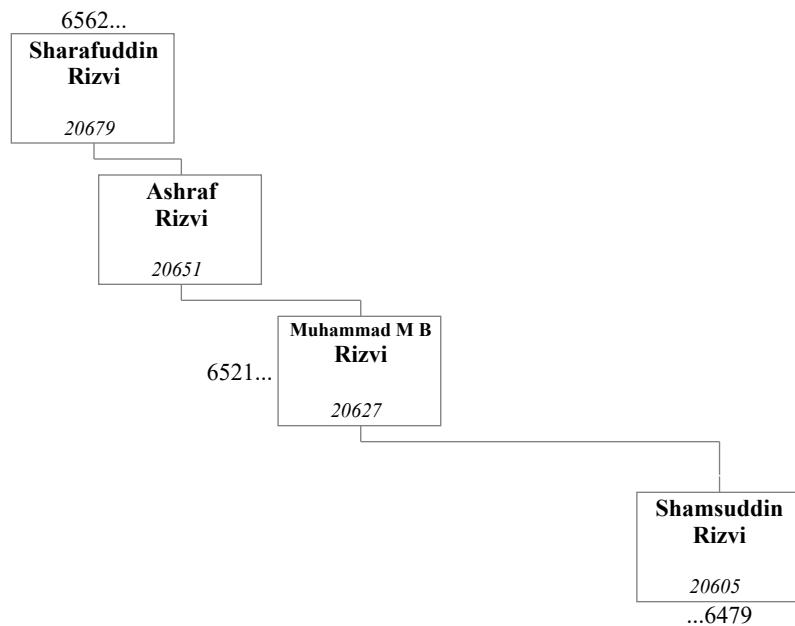 6562...
Sharafuddin
Rizvi
20679
Ashraf
Rizvi
20651
6521...
Muhammad M B
Rizvi
20627
Shamsuddin
Rizvi
20605
...6479